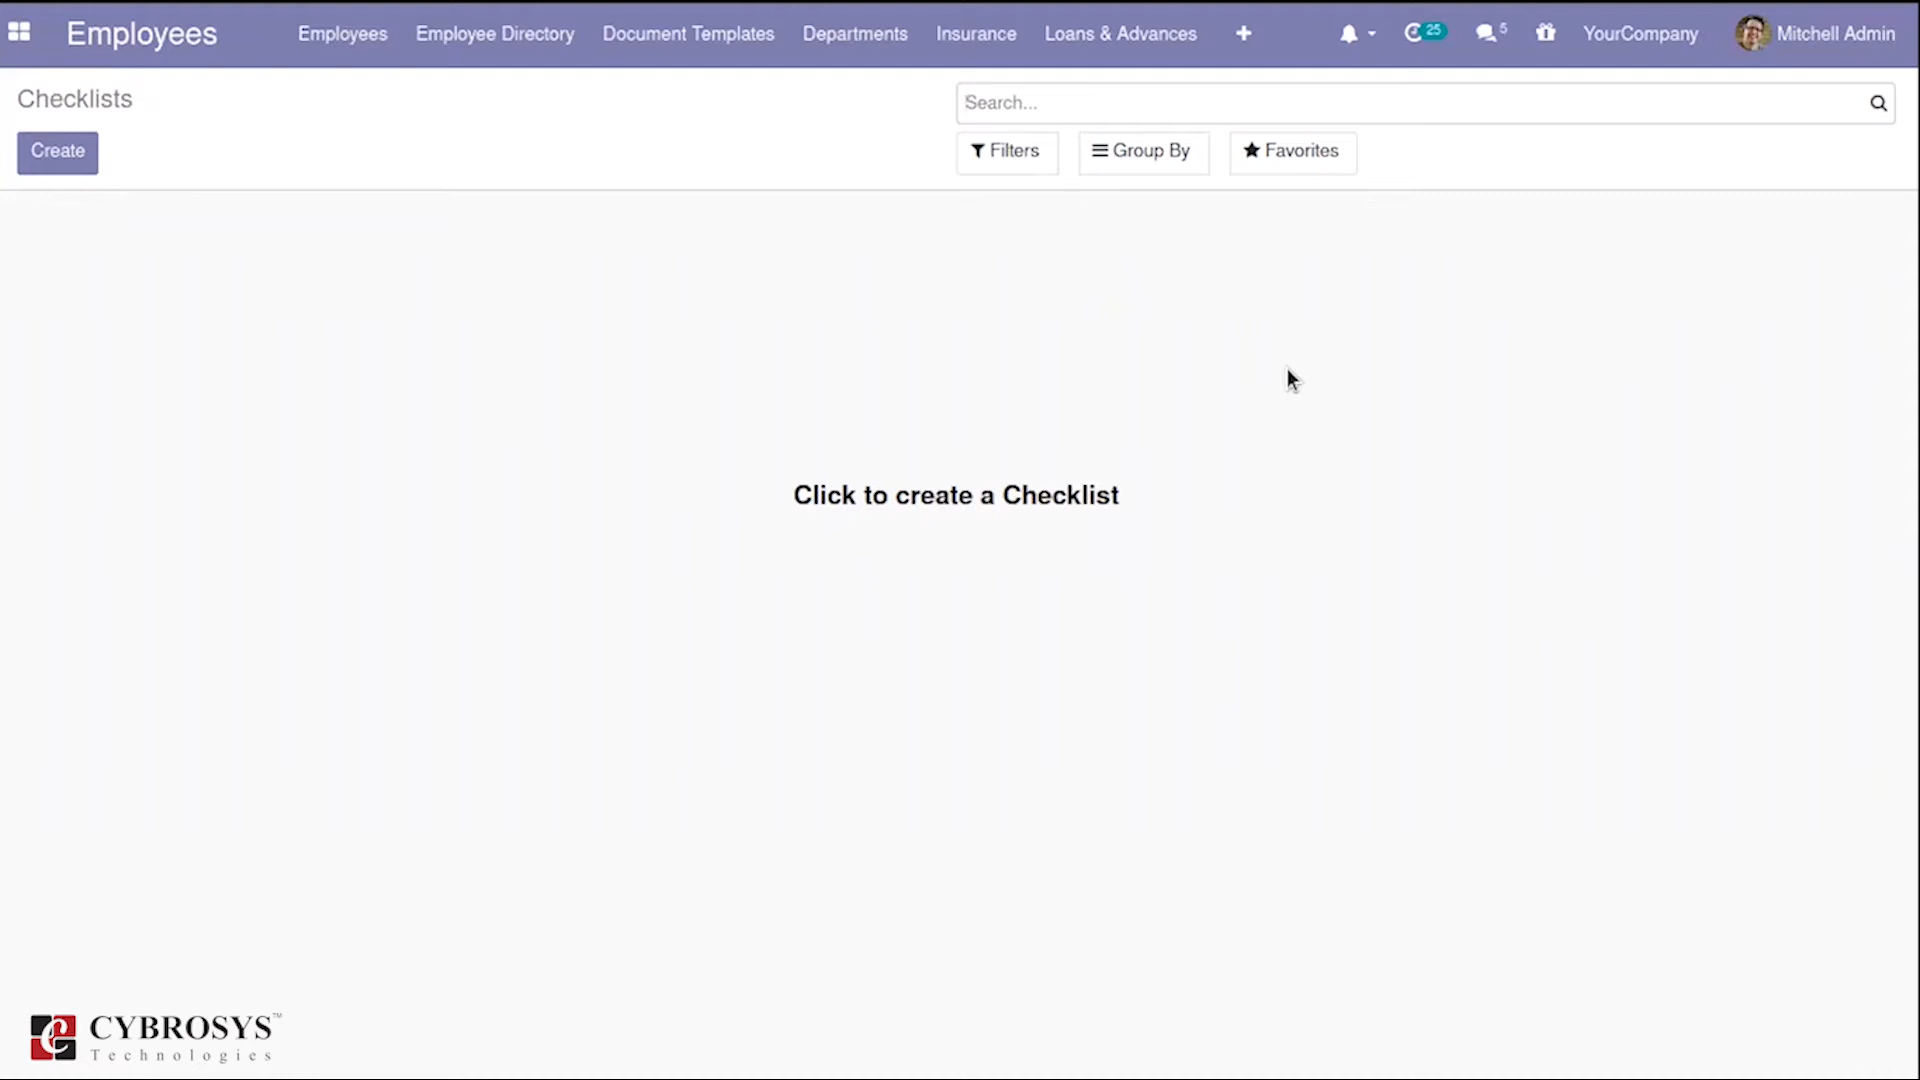 Employees
Employees Employee Directory Document Templates Departments Insurance Loans & Advances
25 5 YourCompany Mitchell Admin
Checklists
Search...
Create
Filters Group By Favorites
Click to create a Checklist
CYBROSYS™
Technologies